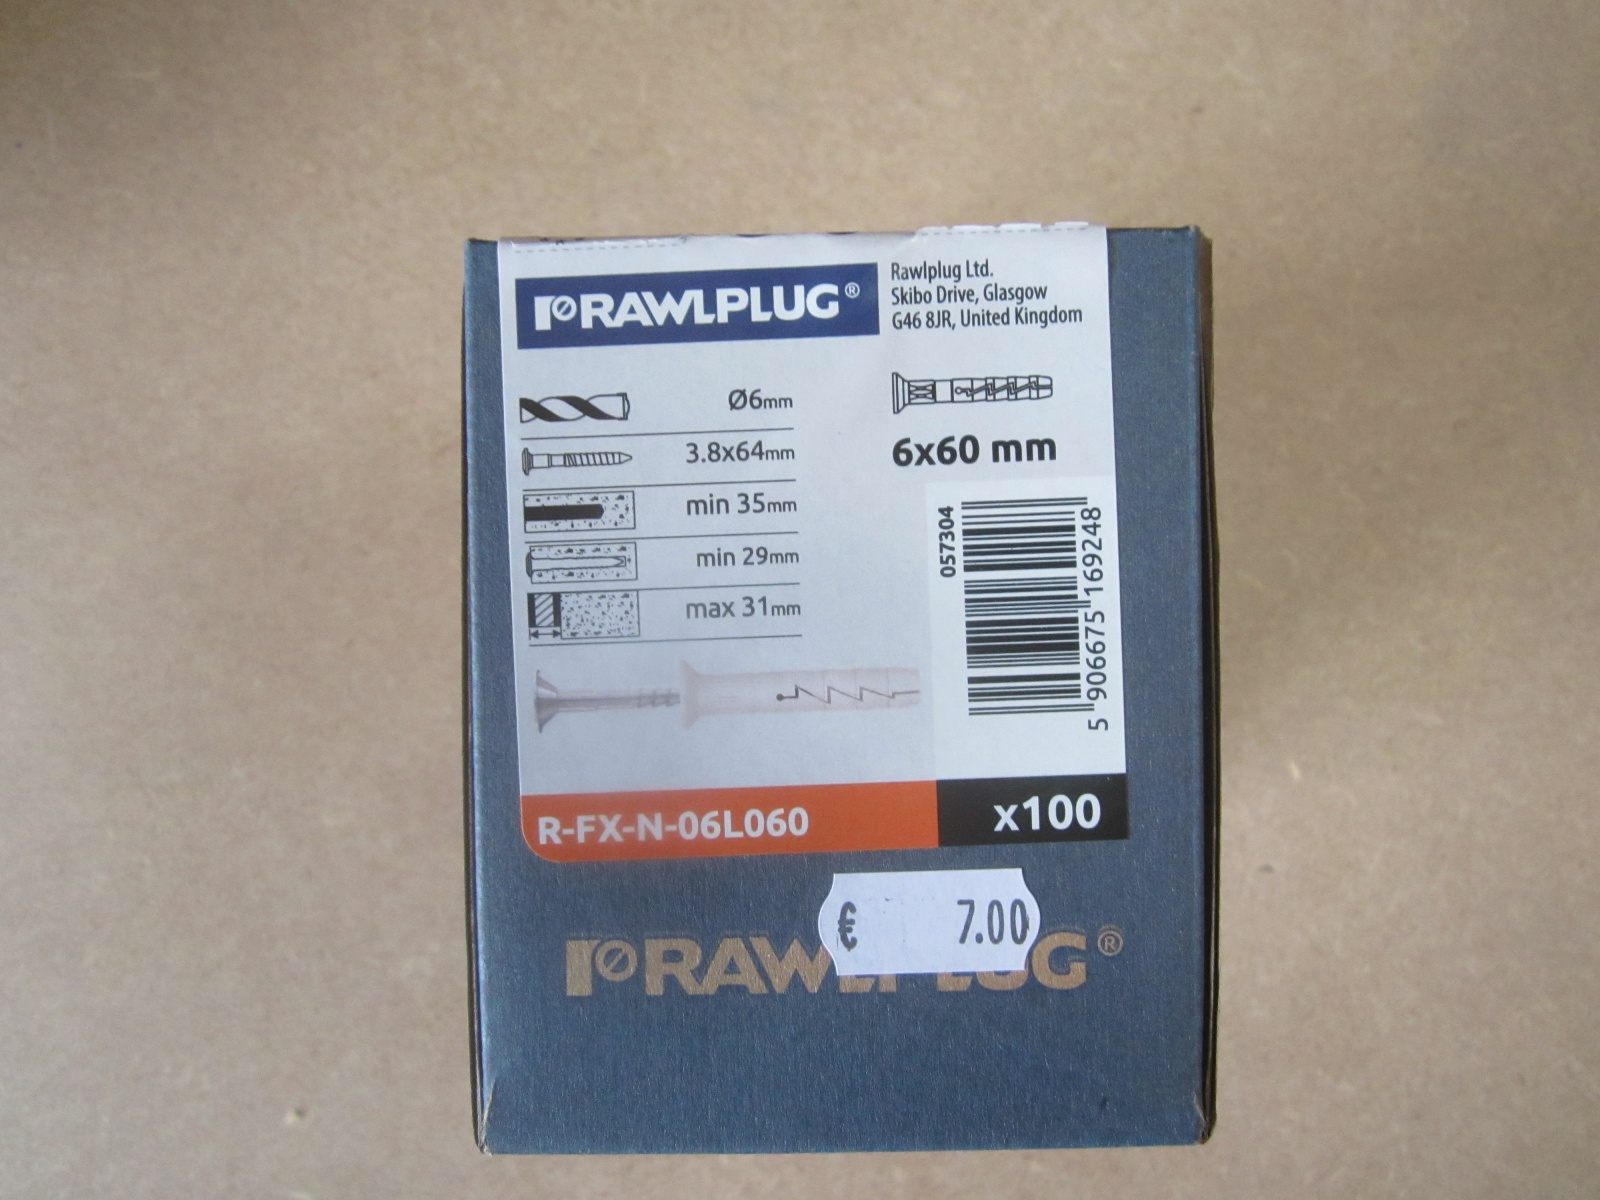 RAWLPLUG®
Rawlplug Ltd.
Skibo Drive, Glasgow
G46 8JR, United Kingdom
Ø6mm
3.8x64mm
min 35mm
min 29mm
max 31mm
6x60 mm
057304
5 906675 169248
R-FX-N-06L060
x100
€ 7.00
RAWLPLUG®